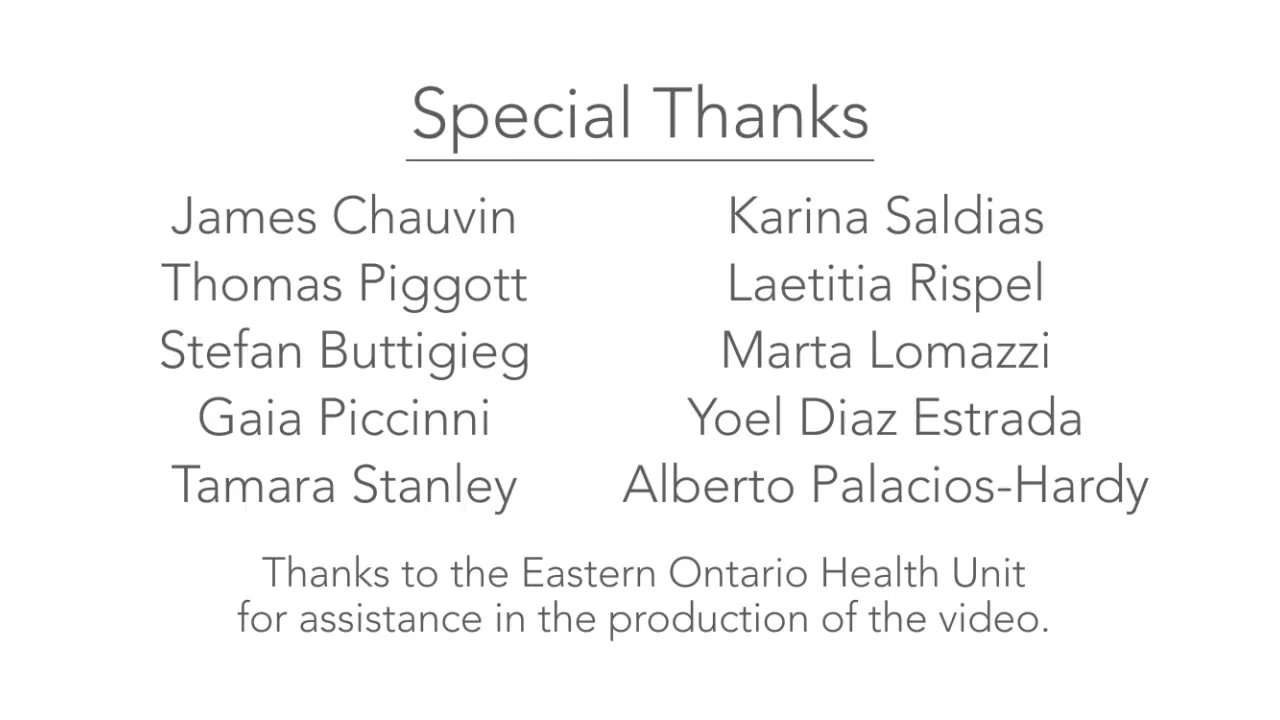 Special Thanks
James Chauvin
Thomas Piggott
Stefan Buttigieg
Gaia Piccinni
Tamara Stanley
Karina Saldias
Laetitia Rispel
Marta Lomazzi
Yoel Diaz Estrada
Alberto Palacios-Hardy
Thanks to the Eastern Ontario Health Unit
for assistance in the production of the video.